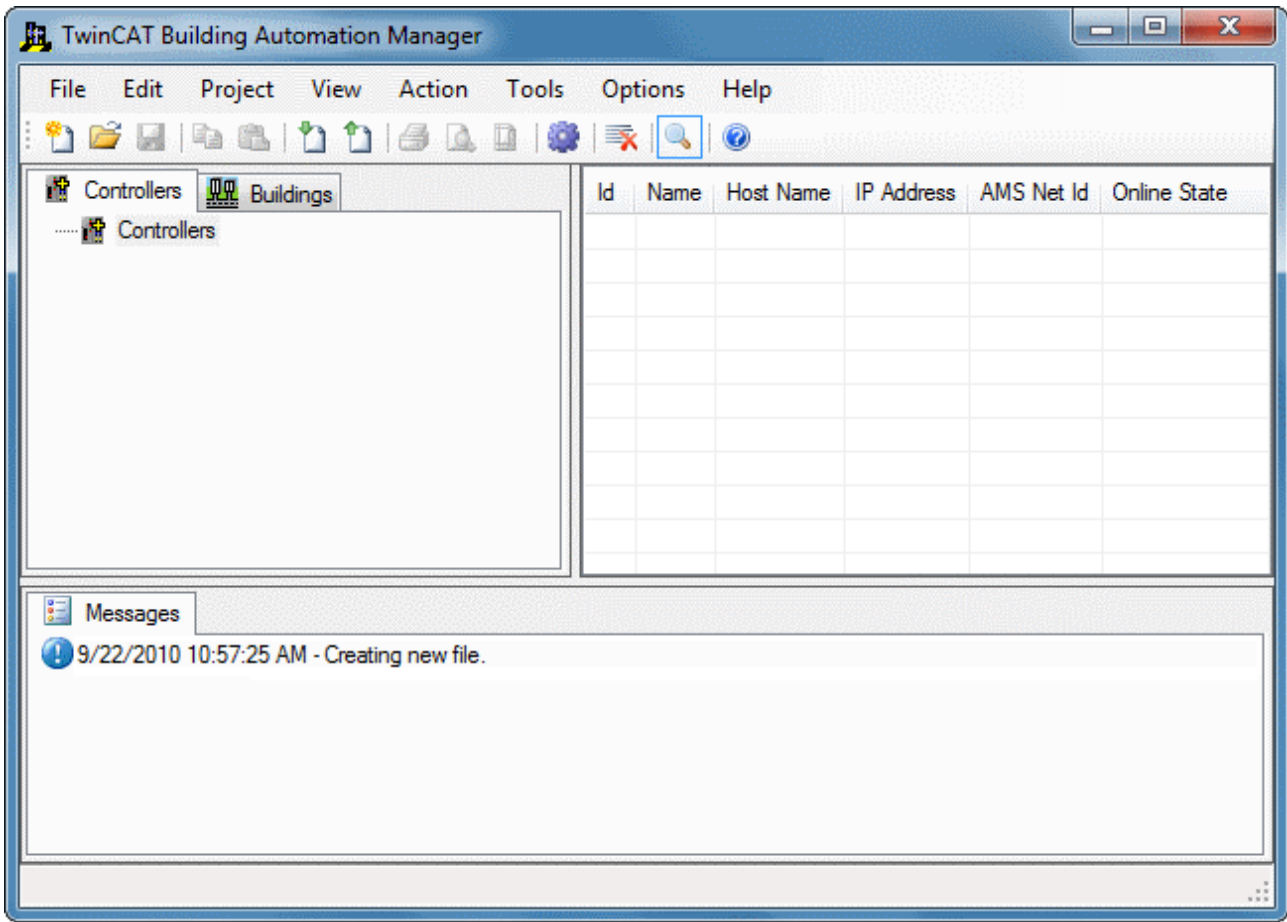 TwinCAT Building Automation Manager
File Edit Project View Action Tools Options Help
Controllers Buildings
Id Name Host Name IP Address AMS Net Id Online State
Controllers
Messages
9/22/2010 10:57:25 AM - Creating new file.